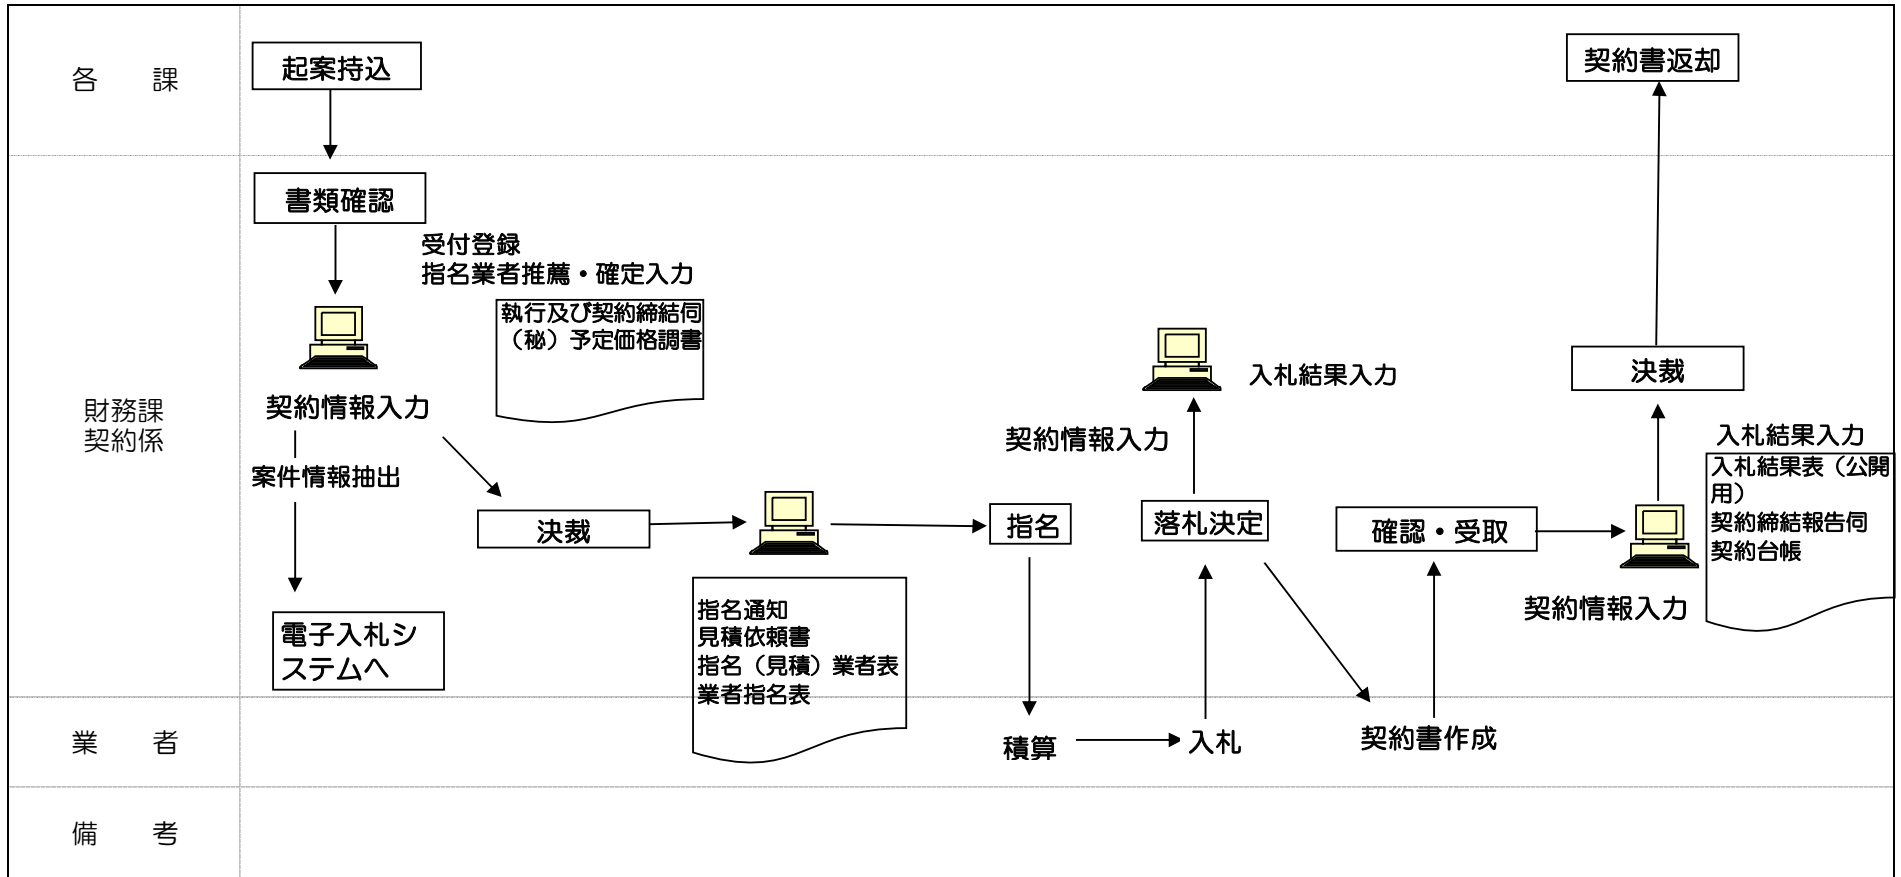 各　課
起案持込
契約書返却
財務課
契約係
書類確認
受付登録
指名業者推薦・確定入力
執行及び契約締結伺
（秘）予定価格調書
契約情報入力
案件情報抽出
電子入札シ
ステムへ
決裁
指名通知
見積依頼書
指名（見積）業者表
業者指名表
指名
入札結果入力
契約情報入力
落札決定
確認・受取
決裁
入札結果入力
入札結果表（公開
用）
契約締結報告伺
契約台帳
契約情報入力
業　者
積算
入札
契約書作成
備　考